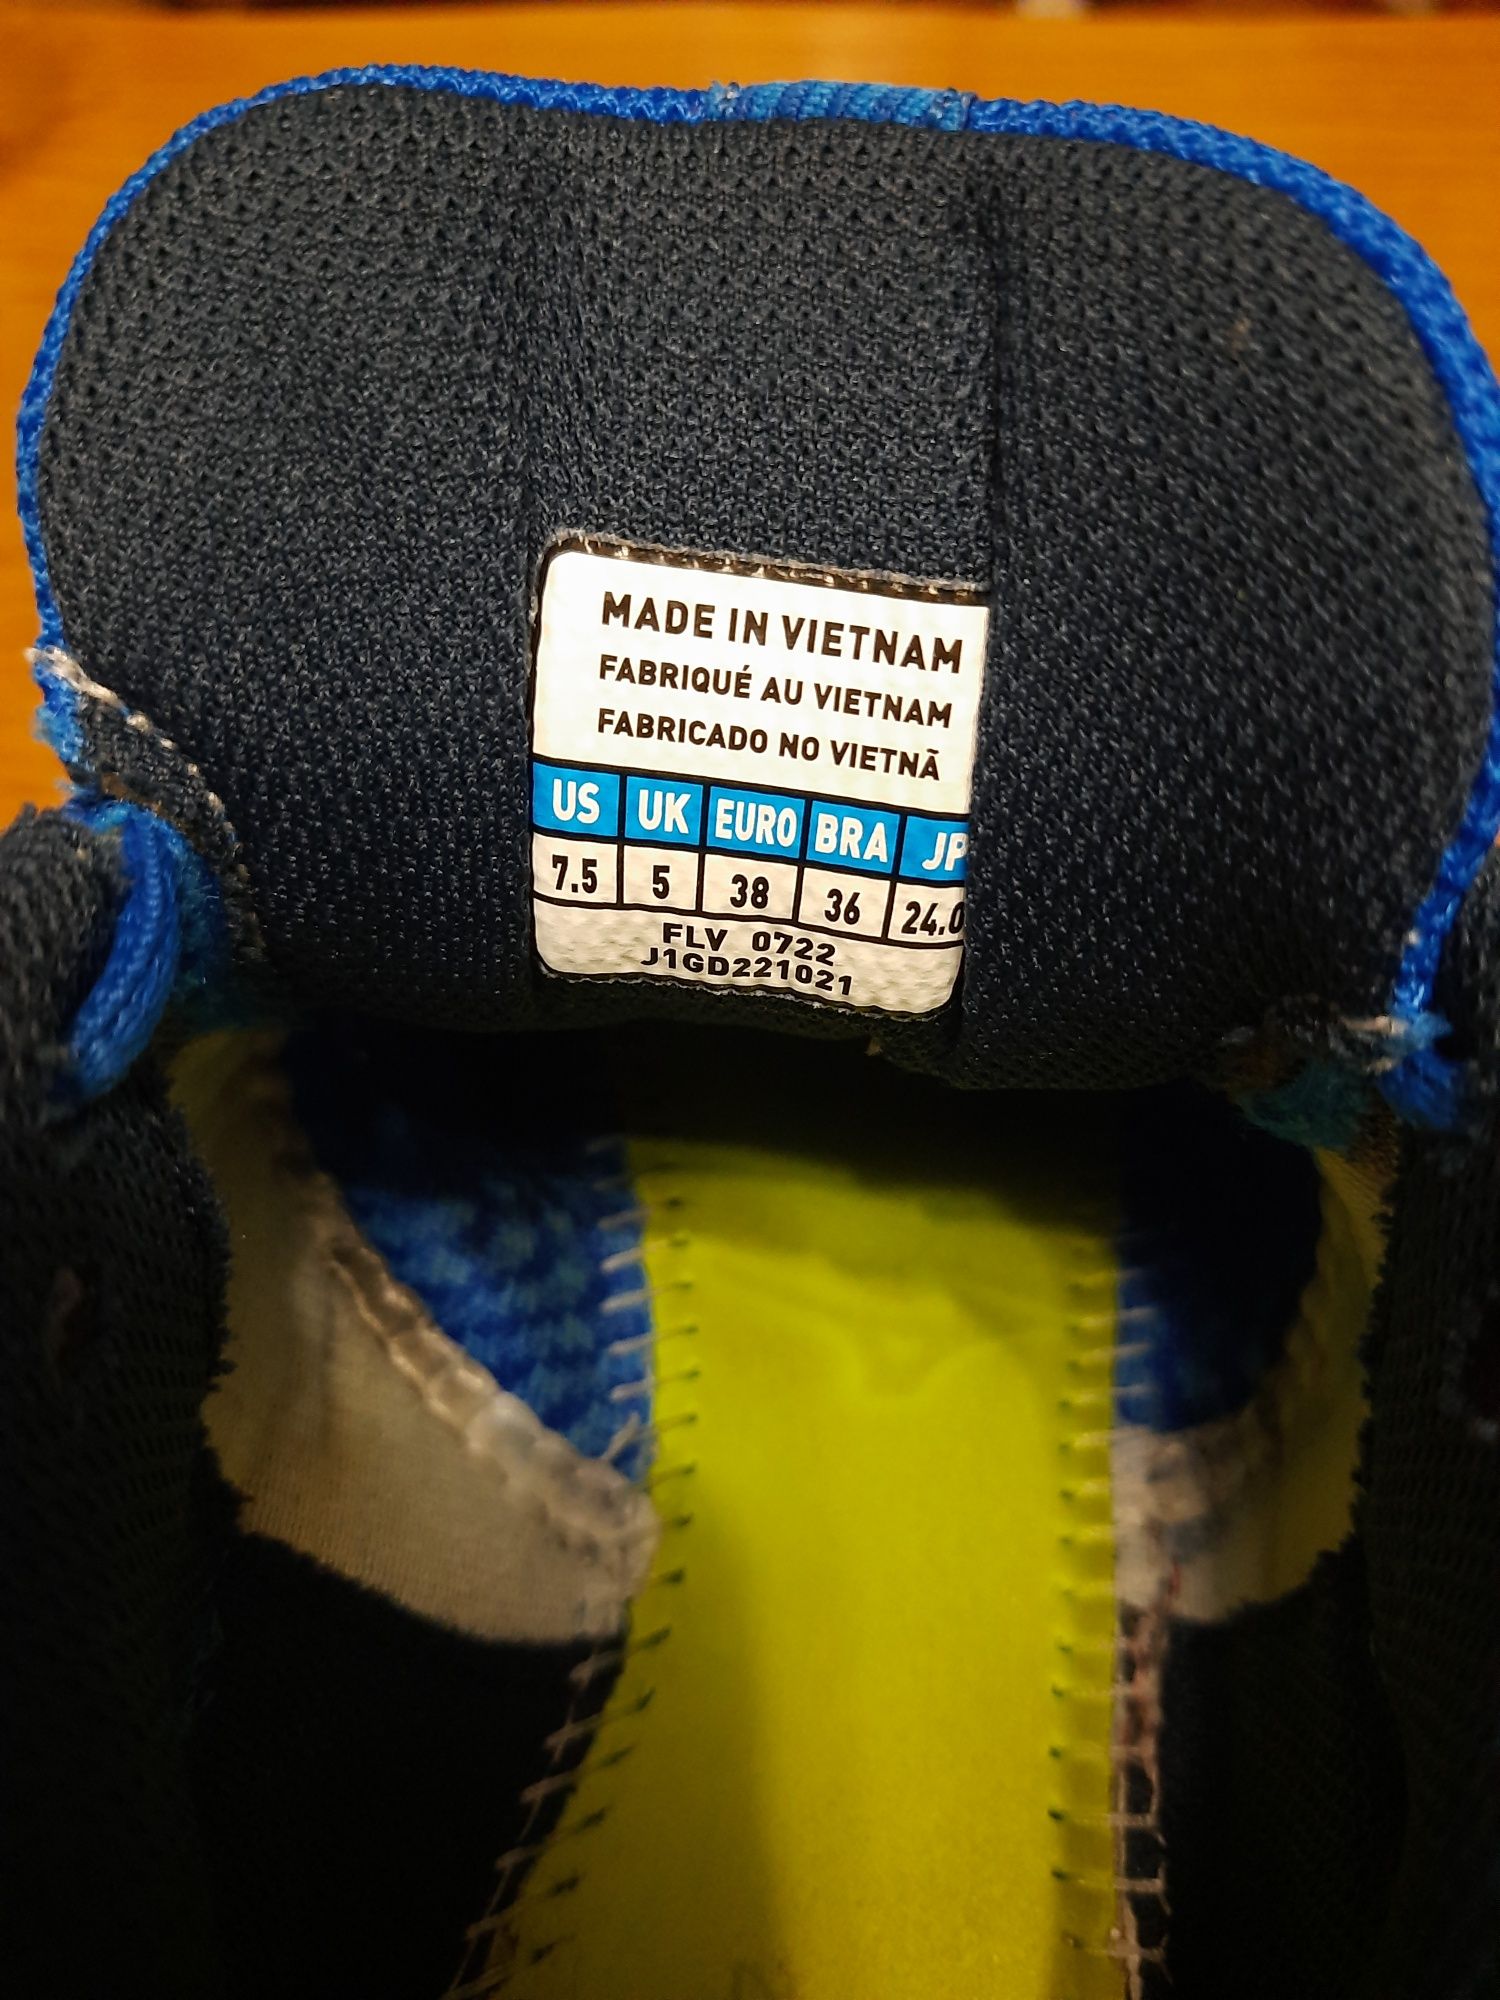 MADE IN VIETNAM
FABRIQUÉ AU VIETNAM
FABRICADO NO VIETNÃ
US UK EURO BRA JP
7.5 5 38 36 24.0
FLV 0722
J1GD221021